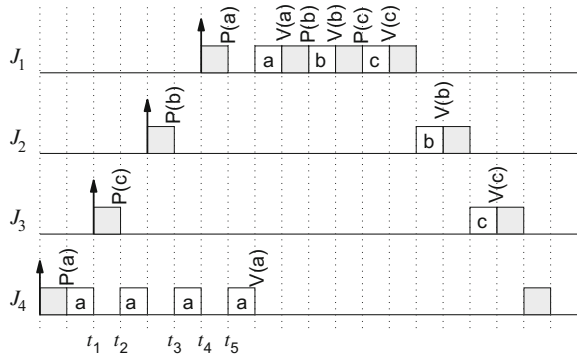 P(a)
J1 a V(a) P(b) b V(b) P(c) c V(c)
J2 P(b) b V(b)
J3 P(c) c V(c)
J4 P(a) a a a a V(a)
t1 t2 t3 t4 t5